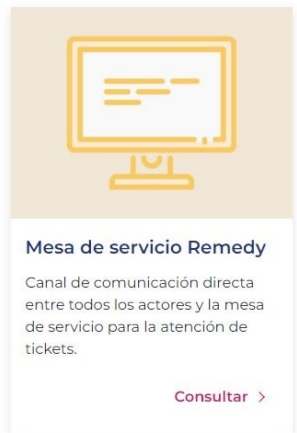 Mesa de servicio Remedy
Canal de comunicación directa
entre todos los actores y la mesa
de servicio para la atención de
tickets.
Consultar >